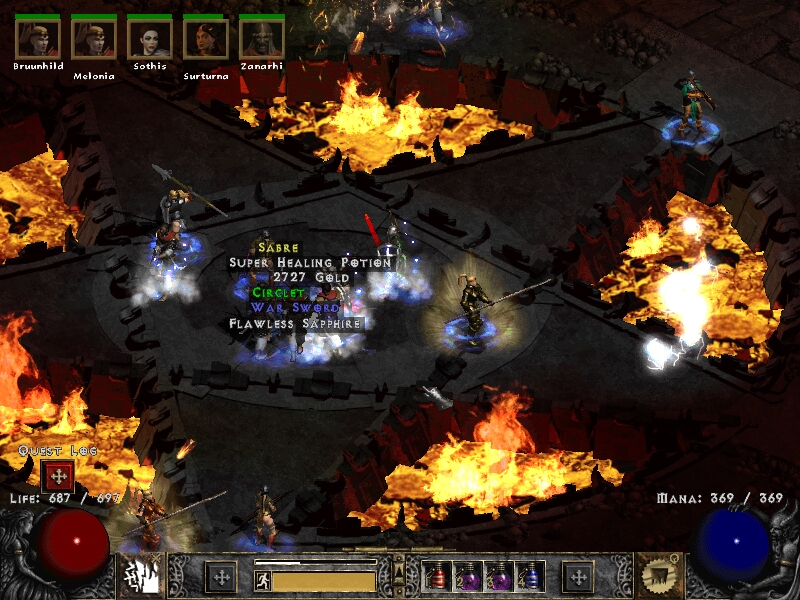 Bruunhild
Melonia
Sothis
Surturna
Zanarhi
Sabre
Super Healing Potion
2727 Gold
Circlet
War Sword
Flawless Sapphire
Quest Log
Life: 687 / 697
Mana: 369 / 369